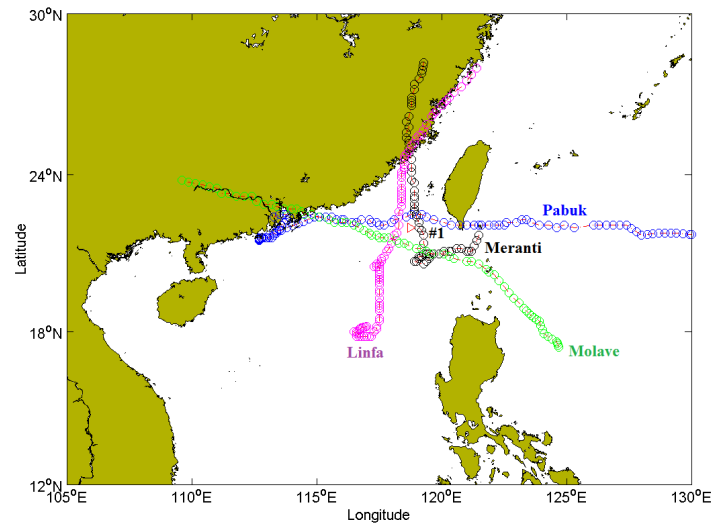 30°N
24°N
18°N
12°N
Latitude
Pabuk
#1
Meranti
Linfa
Molave
105°E
110°E
115°E
120°E
125°E
130°E
Longitude